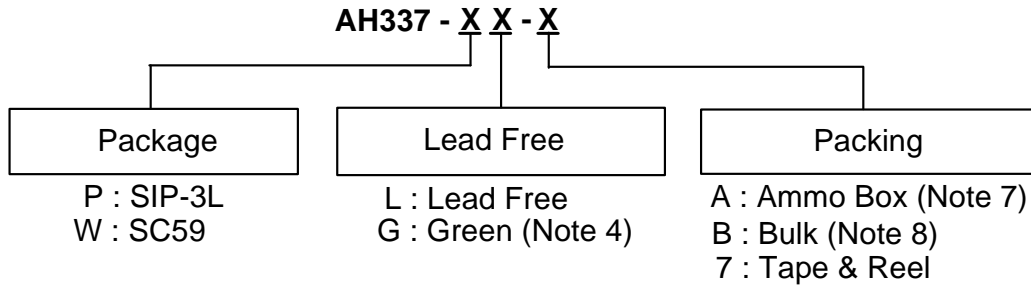 AH337 - X X - X
Package
Lead Free
Packing
P : SIP-3L
W : SC59
L : Lead Free
G : Green (Note 4)
A : Ammo Box (Note 7)
B : Bulk (Note 8)
7 : Tape & Reel